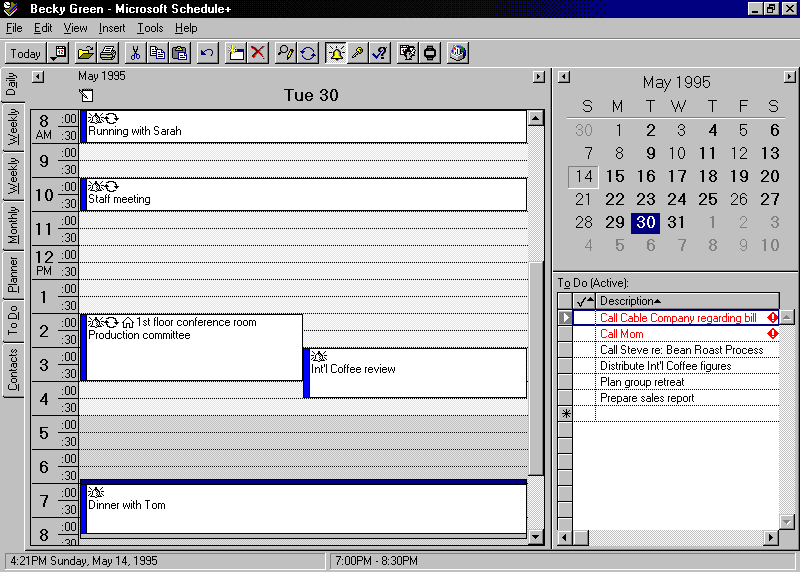 Becky Green - Microsoft Schedule+
File Edit View Insert Tools Help
Today
Daily
Weekly
Weekly
Monthly
Planner
To Do
Contacts
May 1995
Tue 30
8 AM :00
:30
Running with Sarah
9 :00
:30
10 :00
:30
Staff meeting
11 :00
:30
12 PM :00
:30
1 :00
:30
2 :00
:30
1st floor conference room
Production committee
3 :00
:30
Int'l Coffee review
4 :00
:30
5 :00
:30
6 :00
:30
7 :00
:30
Dinner with Tom
8 :00
:30
May 1995
S M T W T F S
30 1 2 3 4 5 6
7 8 9 10 11 12 13
14 15 16 17 18 19 20
21 22 23 24 25 26 27
28 29 30 31 1 2 3
4 5 6 7 8 9 10
To Do (Active):
Description
Call Cable Company regarding bill
Call Mom
Call Steve re: Bean Roast Process
Distribute Int'l Coffee figures
Plan group retreat
Prepare sales report
4:21PM Sunday, May 14, 1995
7:00PM - 8:30PM